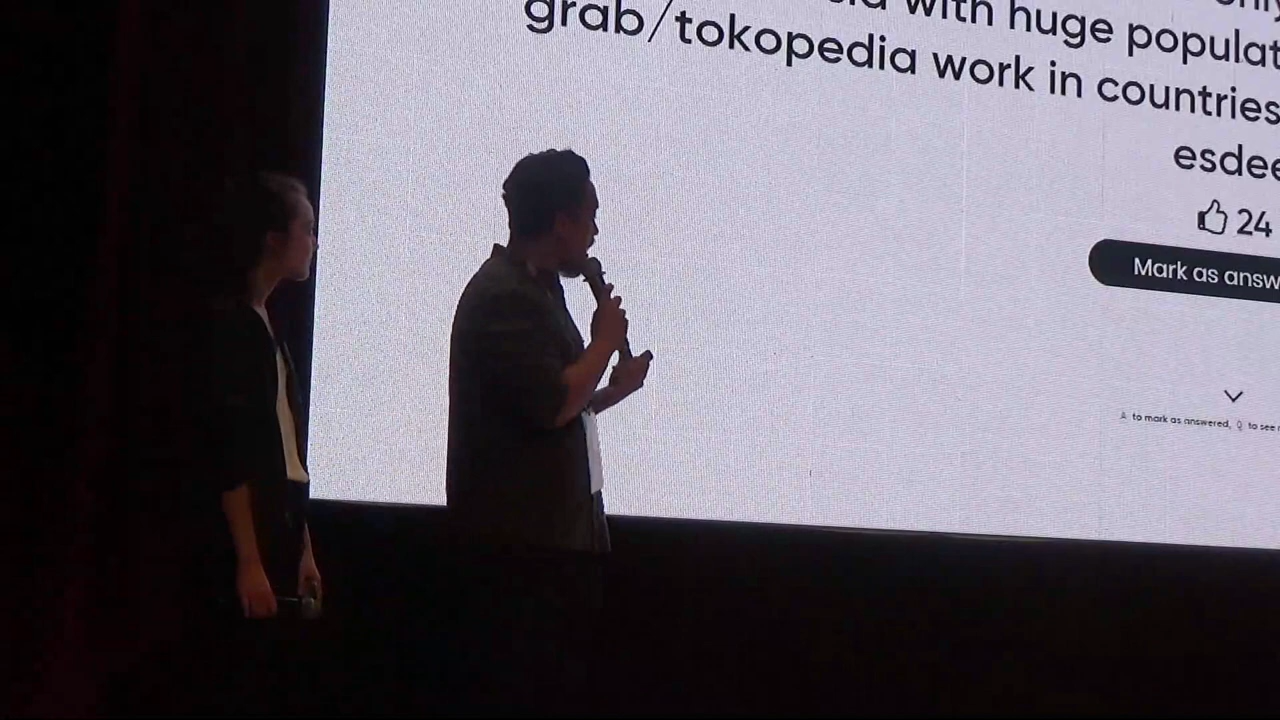 with huge populat
grab/tokopedia work in countries
esdee
24
Mark as answ
to mark as answered, to see